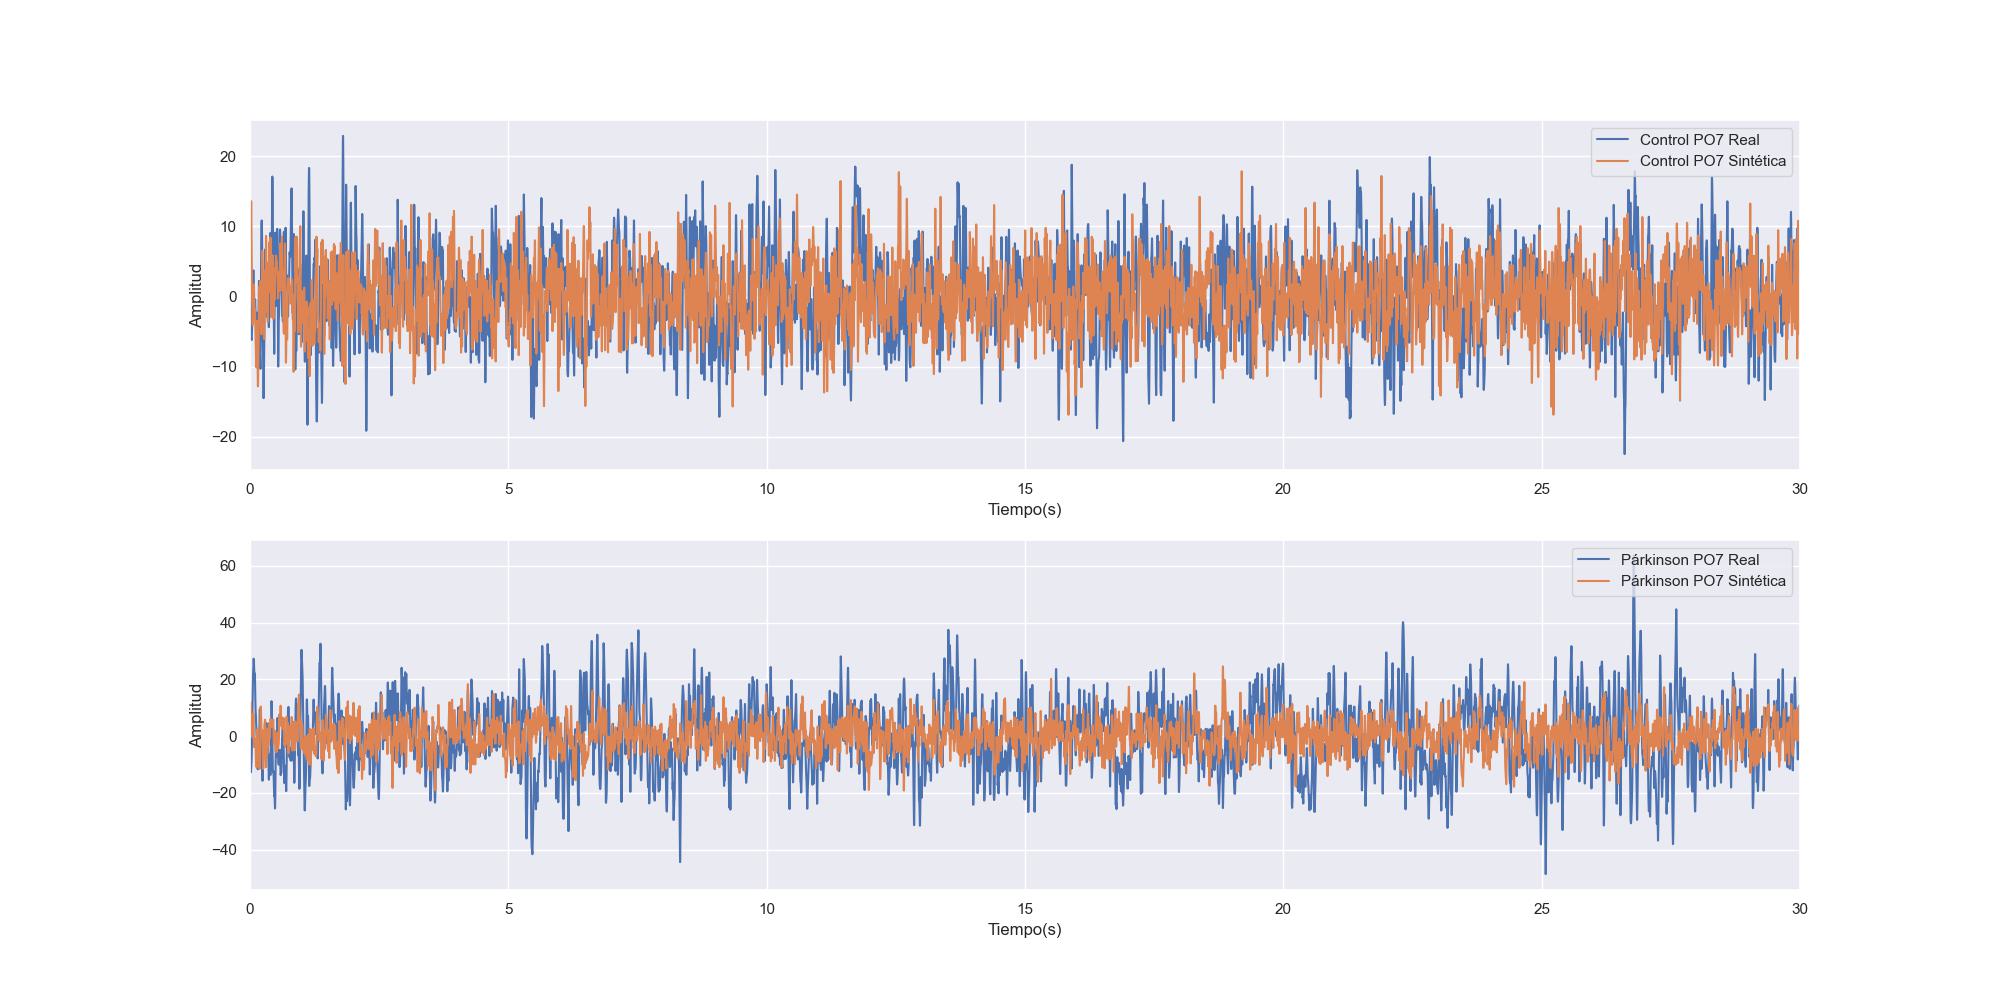 Control PO7 Real
Control PO7 Sintética
20
10
0
−10
−20
Amplitud
0 5 10 15 20 25 30
Tiempo(s)
Párkinson PO7 Real
Párkinson PO7 Sintética
60
40
20
0
−20
−40
Amplitud
0 5 10 15 20 25 30
Tiempo(s)